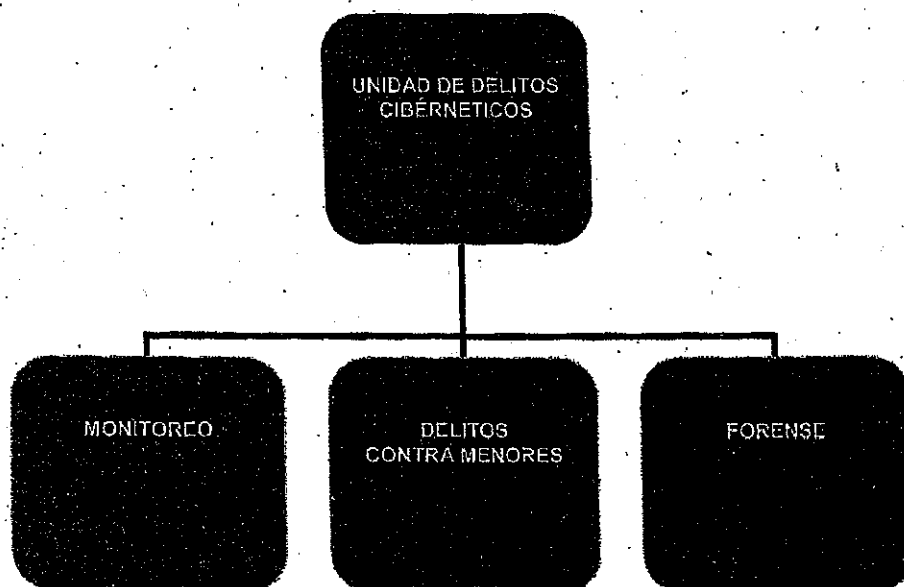 UNIDAD DE DELITOS
CIBÉRNETICOS
MONITOREO
DELITOS
CONTRA MENORES
FORENSE